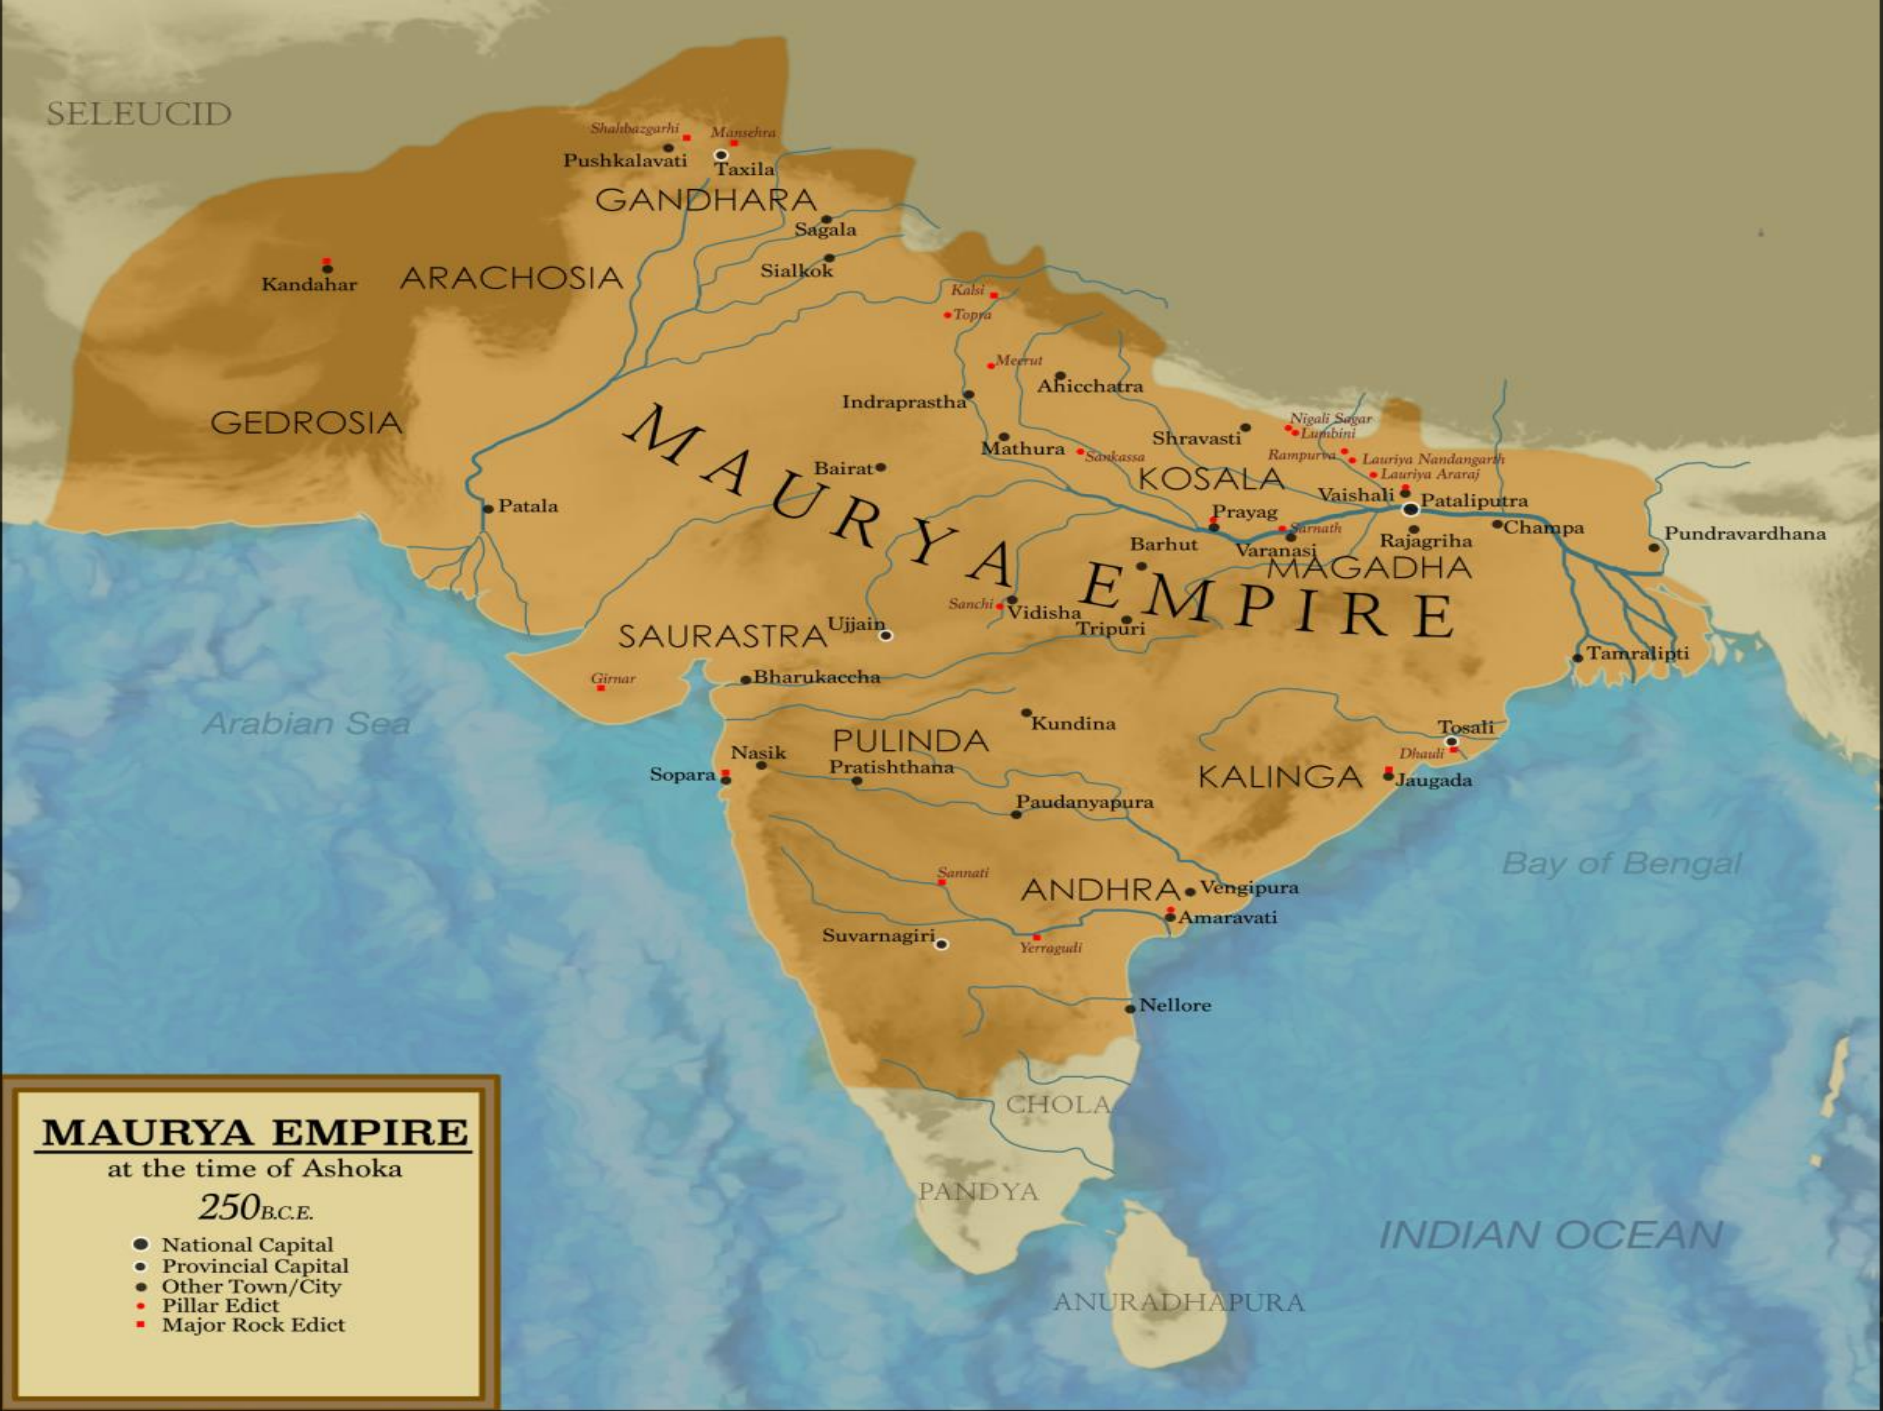 SELEUCID
Shahbazgarhi
Mansehra
Pushkalavati
Taxila
GANDHARA
Sagala
Sialkok
Kandahar
ARACHOSIA
Kalsi
Topra
Meerut
Ahicchatra
Indraprastha
GEDROSIA
Mathura
Sankassa
Shravasti
Nigali Sagar
Lumbini
Rampurva
Lauriya Nandangarth
Lauriya Araraj
KOSALA
Bairat
Patala
Vaishali
Pataliputra
Prayag
Sarnath
Champa
Rajagriha
Pundravardhana
Barhut
Varanasi
MAGADHA
MAURYA EMPIRE
Sanchi
Vidisha
Tripuri
Ujjain
SAURASTRA
Tamralipti
Girnar
Bharukaccha
Arabian Sea
Kundina
Tosali
PULINDA
Nasik
Dhauli
Sopara
Pratishthana
KALINGA
Jaugada
Paudanyapura
Bay of Bengal
Sannati
ANDHRA
Vengipura
Amaravati
Suvarnagiri
Yerragudi
Nellore
CHOLA
PANDYA
INDIAN OCEAN
ANURADHAPURA
MAURYA EMPIRE
at the time of Ashoka
250B.C.E.
National Capital
Provincial Capital
Other Town/City
Pillar Edict
Major Rock Edict